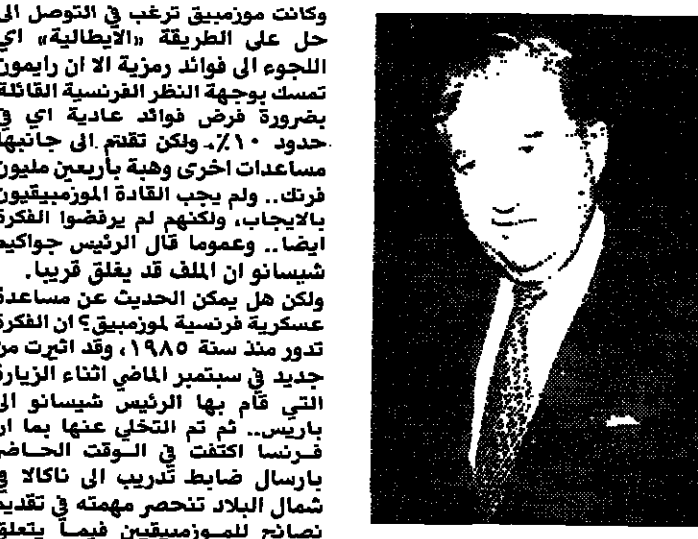 وكانت موزمبيق ترغب في التوصل الى
حل على الطريقة «الايطالية» اي
اللجوء الى فوائد رمزية الا ان رايمون
تمسك بوجهة النظر الفرنسية القائلة
بضرورة فرض فوائد عادية اي في
حدود ١٠٪. ولكن تقدم الى جانبها
مساعدات اخرى وهبة بأربعين مليون
فرنك.. ولم يجب القادة الموزمبيقيون
بالايجاب، ولكنهم لم يرفضوا الفكرة
ايضا.. وعموما قال الرئيس جواكيم
شيسانو ان الملف قد يغلق قريبا.
ولكن هل يمكن الحديث عن مساعدة
عسكرية فرنسية لموزمبيق؟ ان الفكرة
تدور منذ سنة ١٩٨٥، وقد اثيرت من
جديد في سبتمبر الماضي اثناء الزيارة
التي قام بها الرئيس شيسانو الى
باريس.. ثم تم التخلي عنها بما ان
فرنسا اكتفت في الوقت الحاضر
بارسال ضابط تدريب الى ناكالا في
شمال البلاد تنحصر مهمته في تقديم
نصائح للموزمبيقيين فيما يتعلق